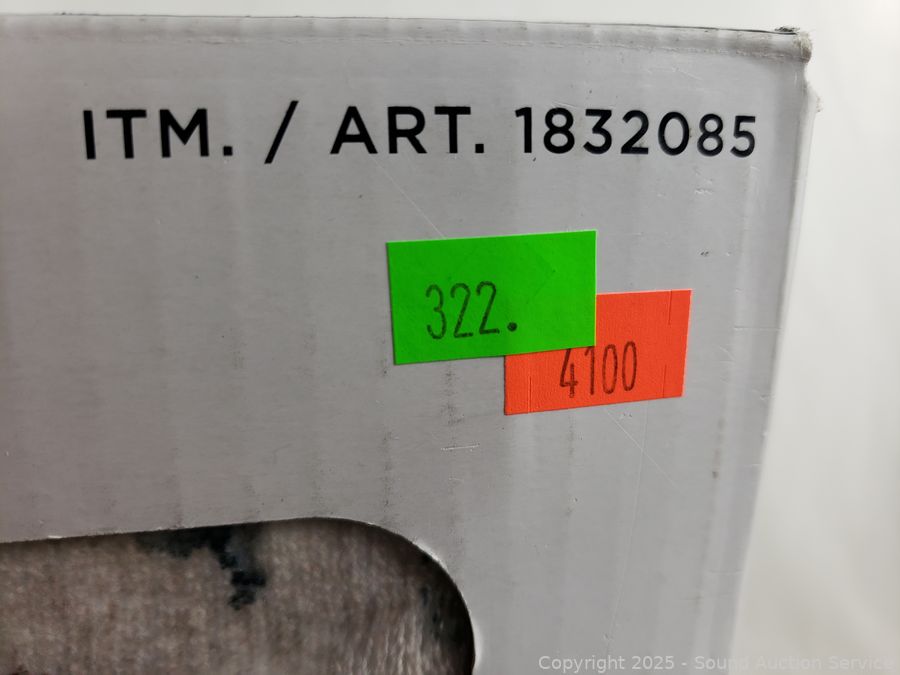 ITM. / ART. 1832085
322.
4100
Copyright 2025 - Sound Auction Service